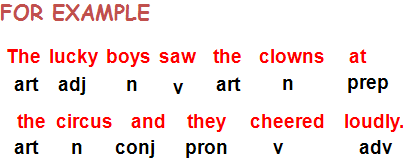 FOR EXAMPLE
The lucky boys saw the clowns at
art adj n v art n prep
the circus and they cheered loudly.
art n conj pron v adv